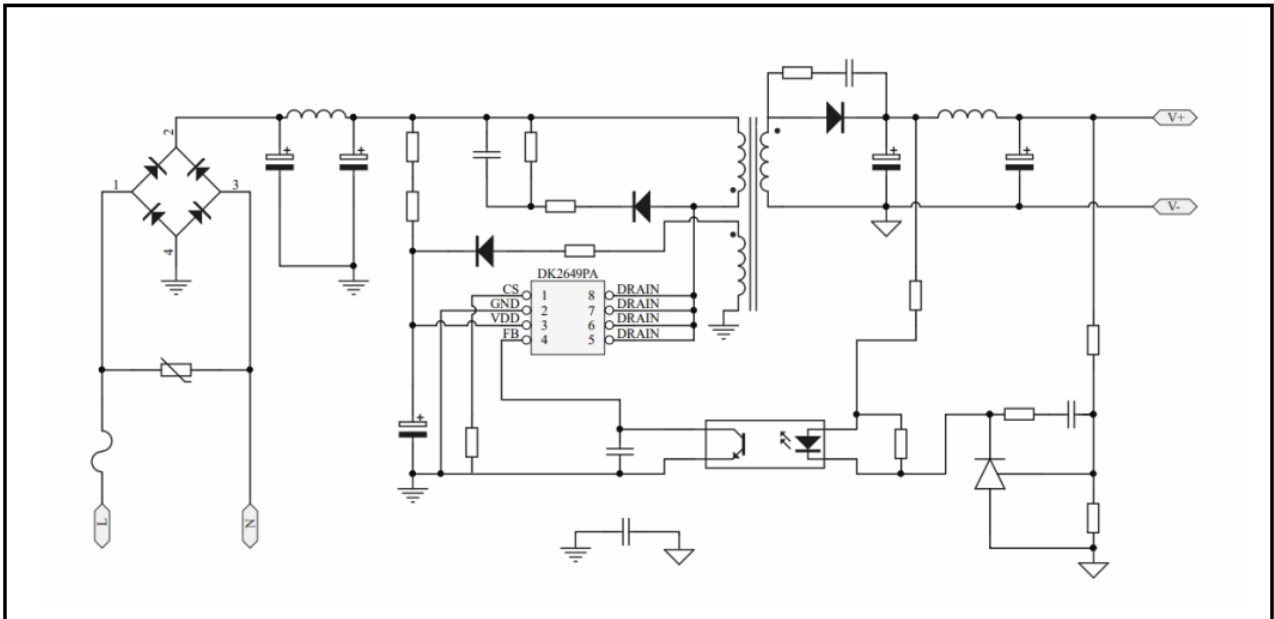 2
1
3
4
+
+
+
+
V+
V-
DK2649PA
CS 1 8 DRAIN
GND 2 7 DRAIN
VDD 3 6 DRAIN
FB 4 5 DRAIN
+
L
N